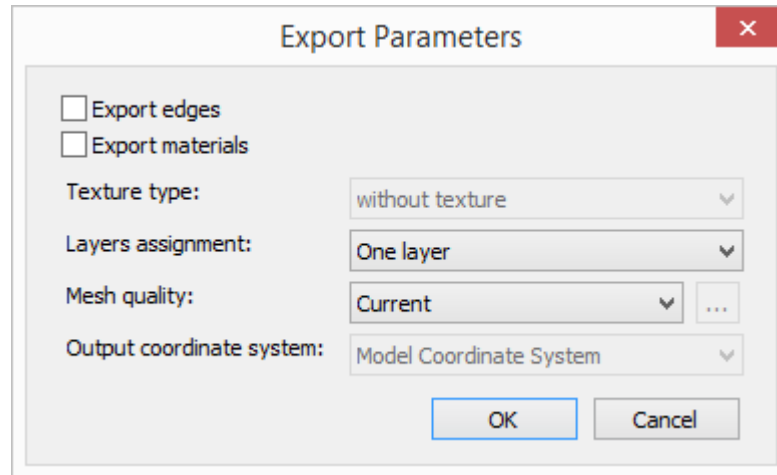 Export Parameters
Export edges
Export materials
Texture type: without texture
Layers assignment: One layer
Mesh quality: Current ...
Output coordinate system: Model Coordinate System
OK Cancel